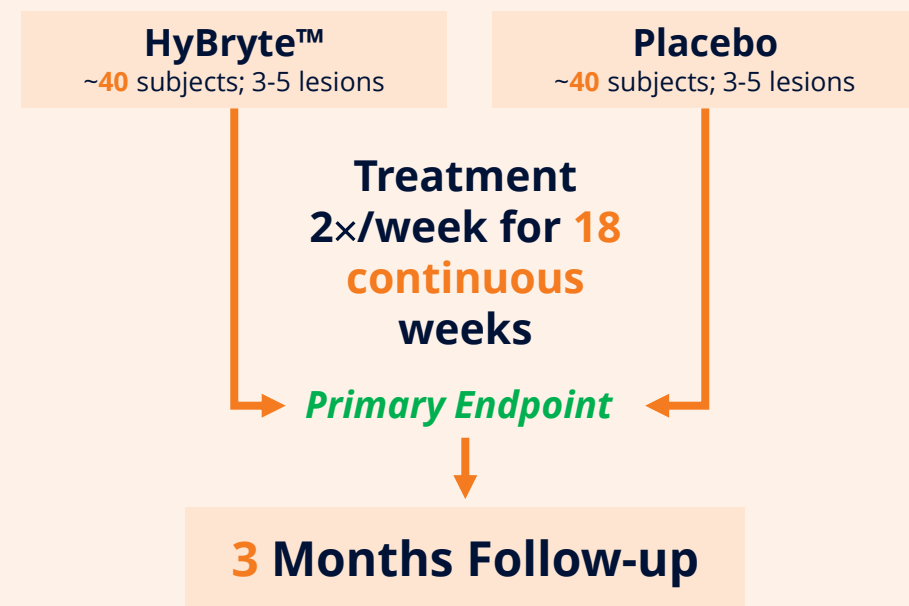 HyBryte™
~40 subjects; 3-5 lesions
Placebo
~40 subjects; 3-5 lesions
Treatment
2×/week for 18
continuous
weeks
Primary Endpoint
3 Months Follow-up